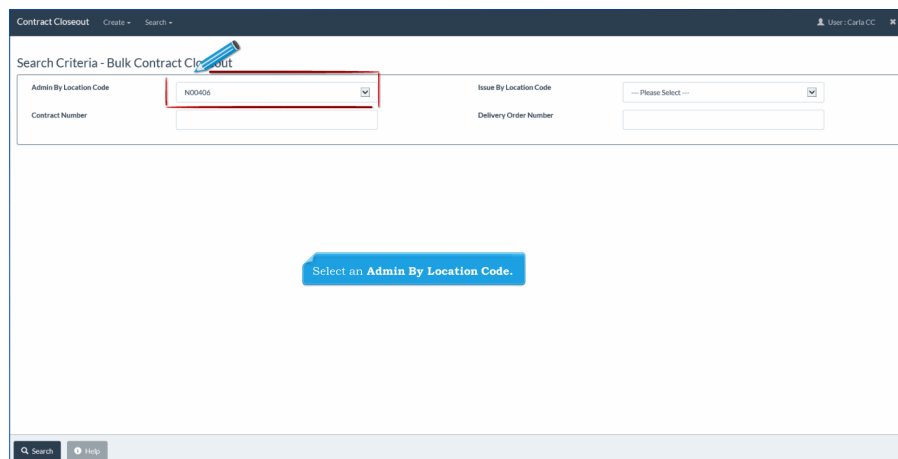 Contract Closeout Create Search User : Carla CC
Search Criteria - Bulk Contract Closeout
Admin By Location Code N00406 Issue By Location Code --- Please Select ---
Contract Number Delivery Order Number
Select an Admin By Location Code.
Search Help